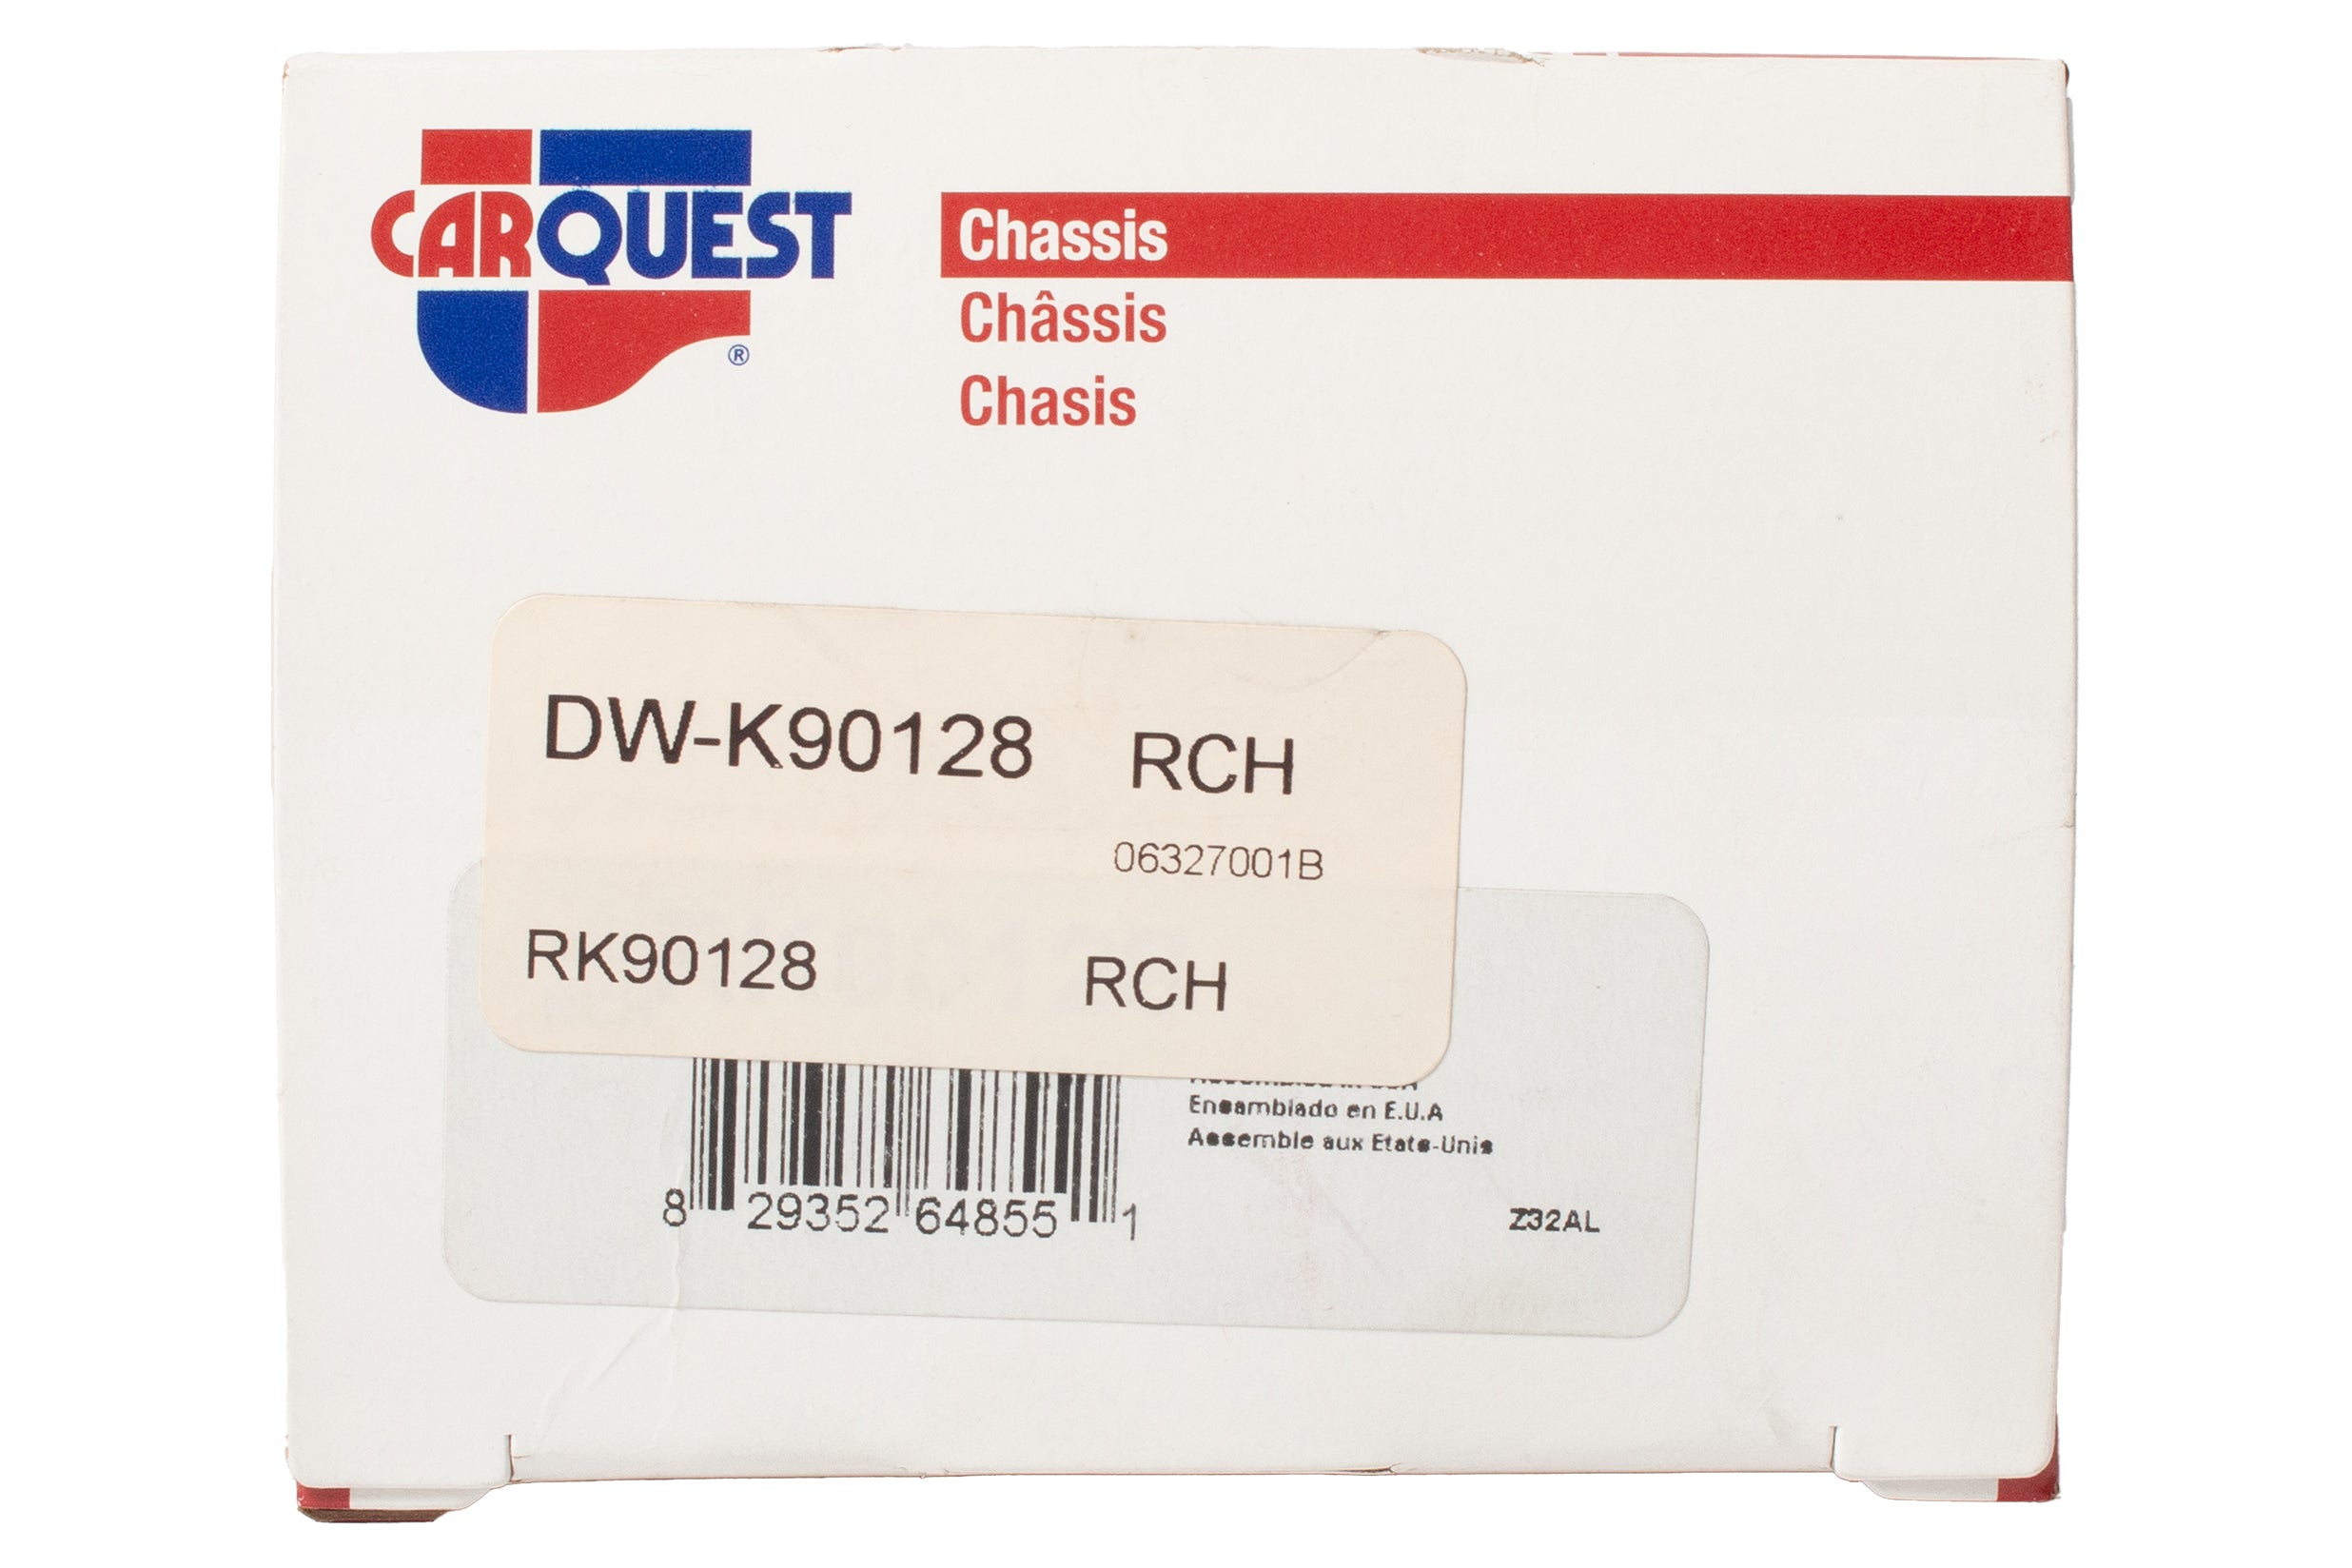 CARQUEST
®
Chassis
Châssis
Chasis
DW-K90128 RCH
06327001B
RK90128 RCH
Ensamblado en E.U.A
Assemble aux Etats-Unis
8 29352 64855 1
Z32AL